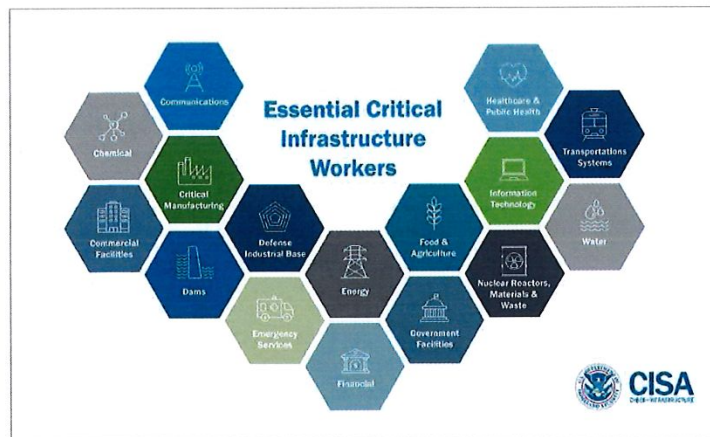 Essential Critical
Infrastructure
Workers
Communications
Chemical
Critical
Manufacturing
Commercial
Facilities
Dams
Defense
Industrial Base
Emergency
Services
Energy
Financial
Food &
Agriculture
Government
Facilities
Healthcare &
Public Health
Information
Technology
Nuclear Reactors,
Materials &
Waste
Transportations
Systems
Water
CISA